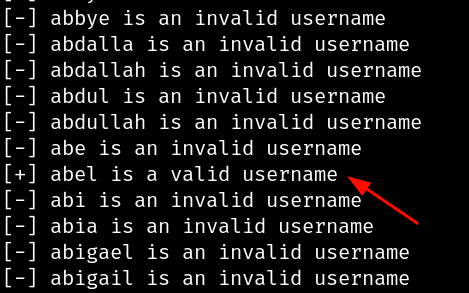 [-] abbye is an invalid username
[-] abdalla is an invalid username
[-] abdallah is an invalid username
[-] abdul is an invalid username
[-] abdullah is an invalid username
[-] abe is an invalid username
[+] abel is a valid username
[-] abi is an invalid username
[-] abia is an invalid username
[-] abigael is an invalid username
[-] abigail is an invalid username